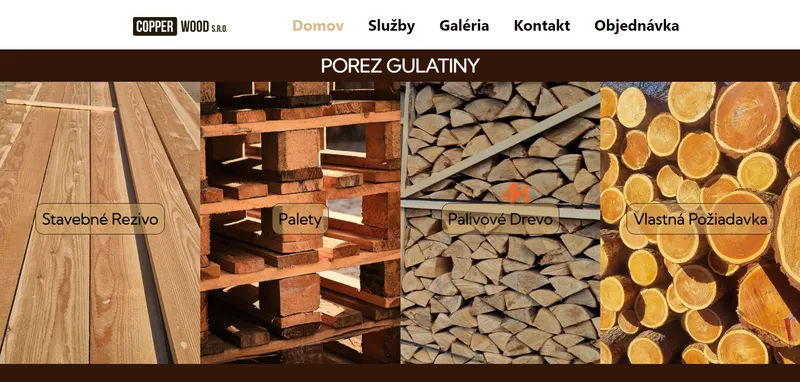 COPPER WOOD S.R.O.
Domov Služby Galéria Kontakt Objednávka
POREZ GULATINY
Stavebné Rezivo
Palety
Palivové Drevo
Vlastná Požiadavka